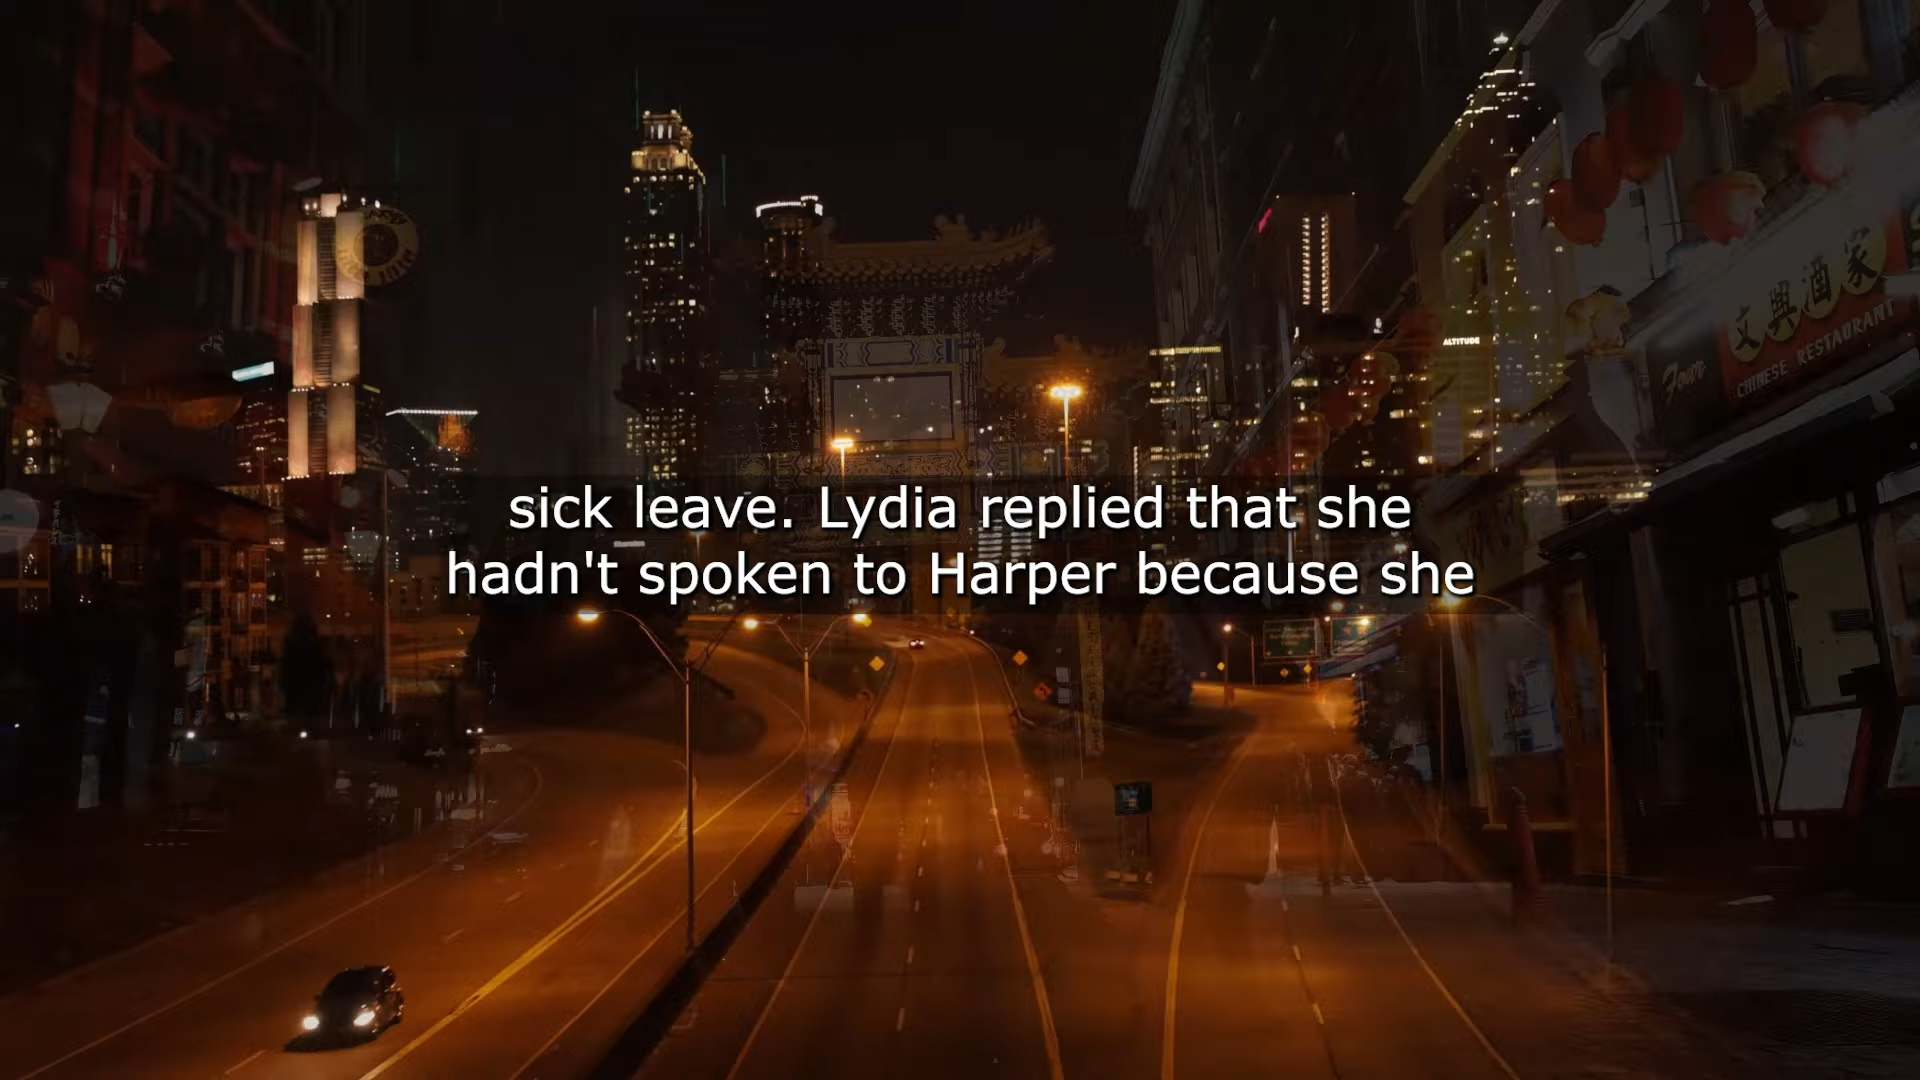 ALTITUDE
文興酒家
Four
CHINESE RESTAURANT
sick leave. Lydia replied that she
hadn't spoken to Harper because she